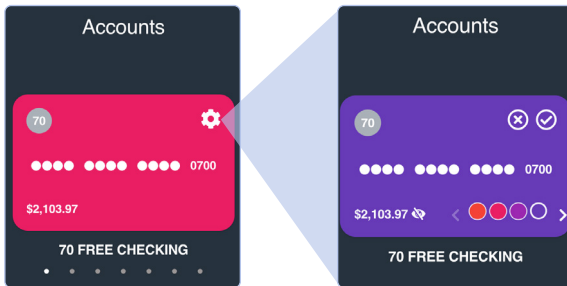 Accounts
70
●●●● ●●●● ●●●● 0700
$2,103.97
70 FREE CHECKING
Accounts
70
●●●● ●●●● ●●●● 0700
$2,103.97
70 FREE CHECKING